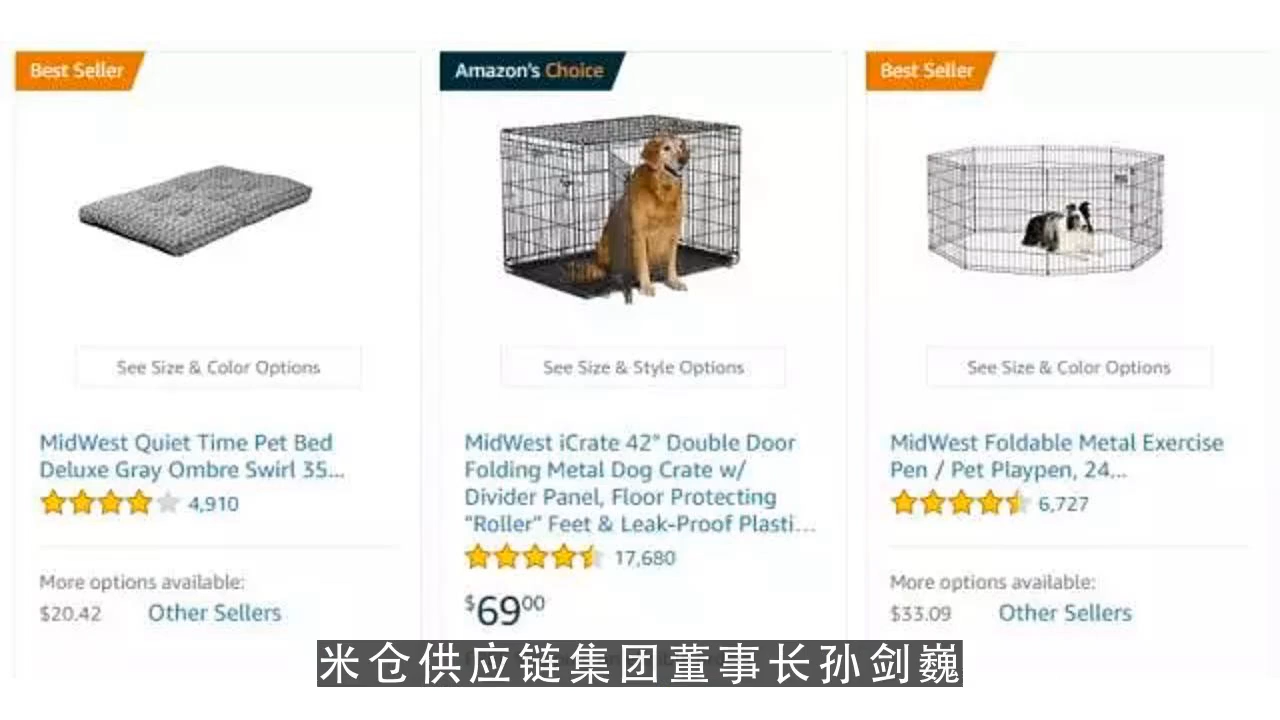 Best Seller
See Size & Color Options
MidWest Quiet Time Pet Bed
Deluxe Gray Ombre Swirl 35...
4,910
More options available:
$20.42 Other Sellers
Amazon's Choice
See Size & Style Options
MidWest iCrate 42" Double Door
Folding Metal Dog Crate w/
Divider Panel, Floor Protecting
"Roller" Feet & Leak-Proof Plasti...
17,680
$6900
Best Seller
See Size & Color Options
MidWest Foldable Metal Exercise
Pen / Pet Playpen, 24...
6,727
More options available:
$33.09 Other Sellers
米仓供应链集团董事长孙剑巍